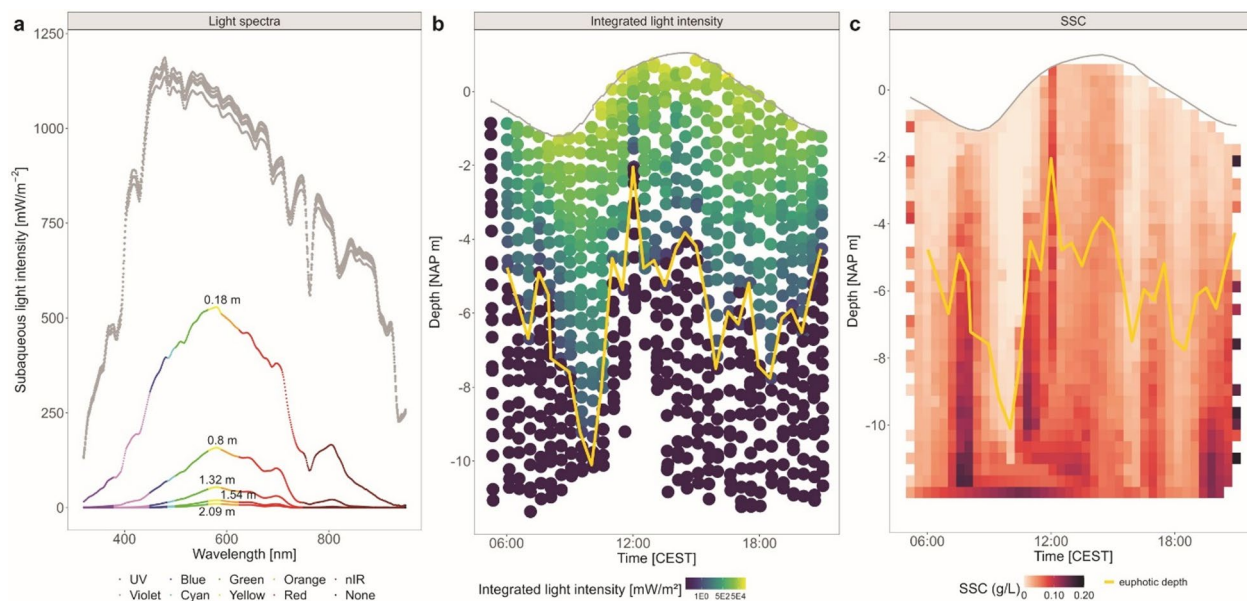 a
Light spectra
1250
1000
750
500
250
0
Subaqueous light intensity [mW/m⁻²]
0.18 m
0.8 m
1.32 m
1.54 m
2.09 m
400
600
800
Wavelength [nm]
UV Blue Green Orange nIR
Violet Cyan Yellow Red None
b
Integrated light intensity
0
-2
-4
-6
-8
-10
Depth [NAP m]
06:00
12:00
18:00
Time [CEST]
Integrated light intensity [mW/m²]
1E0 5E2 5E4
c
SSC
0
-2
-4
-6
-8
-10
Depth [NAP m]
06:00
12:00
18:00
Time [CEST]
SSC (g/L)
0 0.10 0.20
euphotic depth